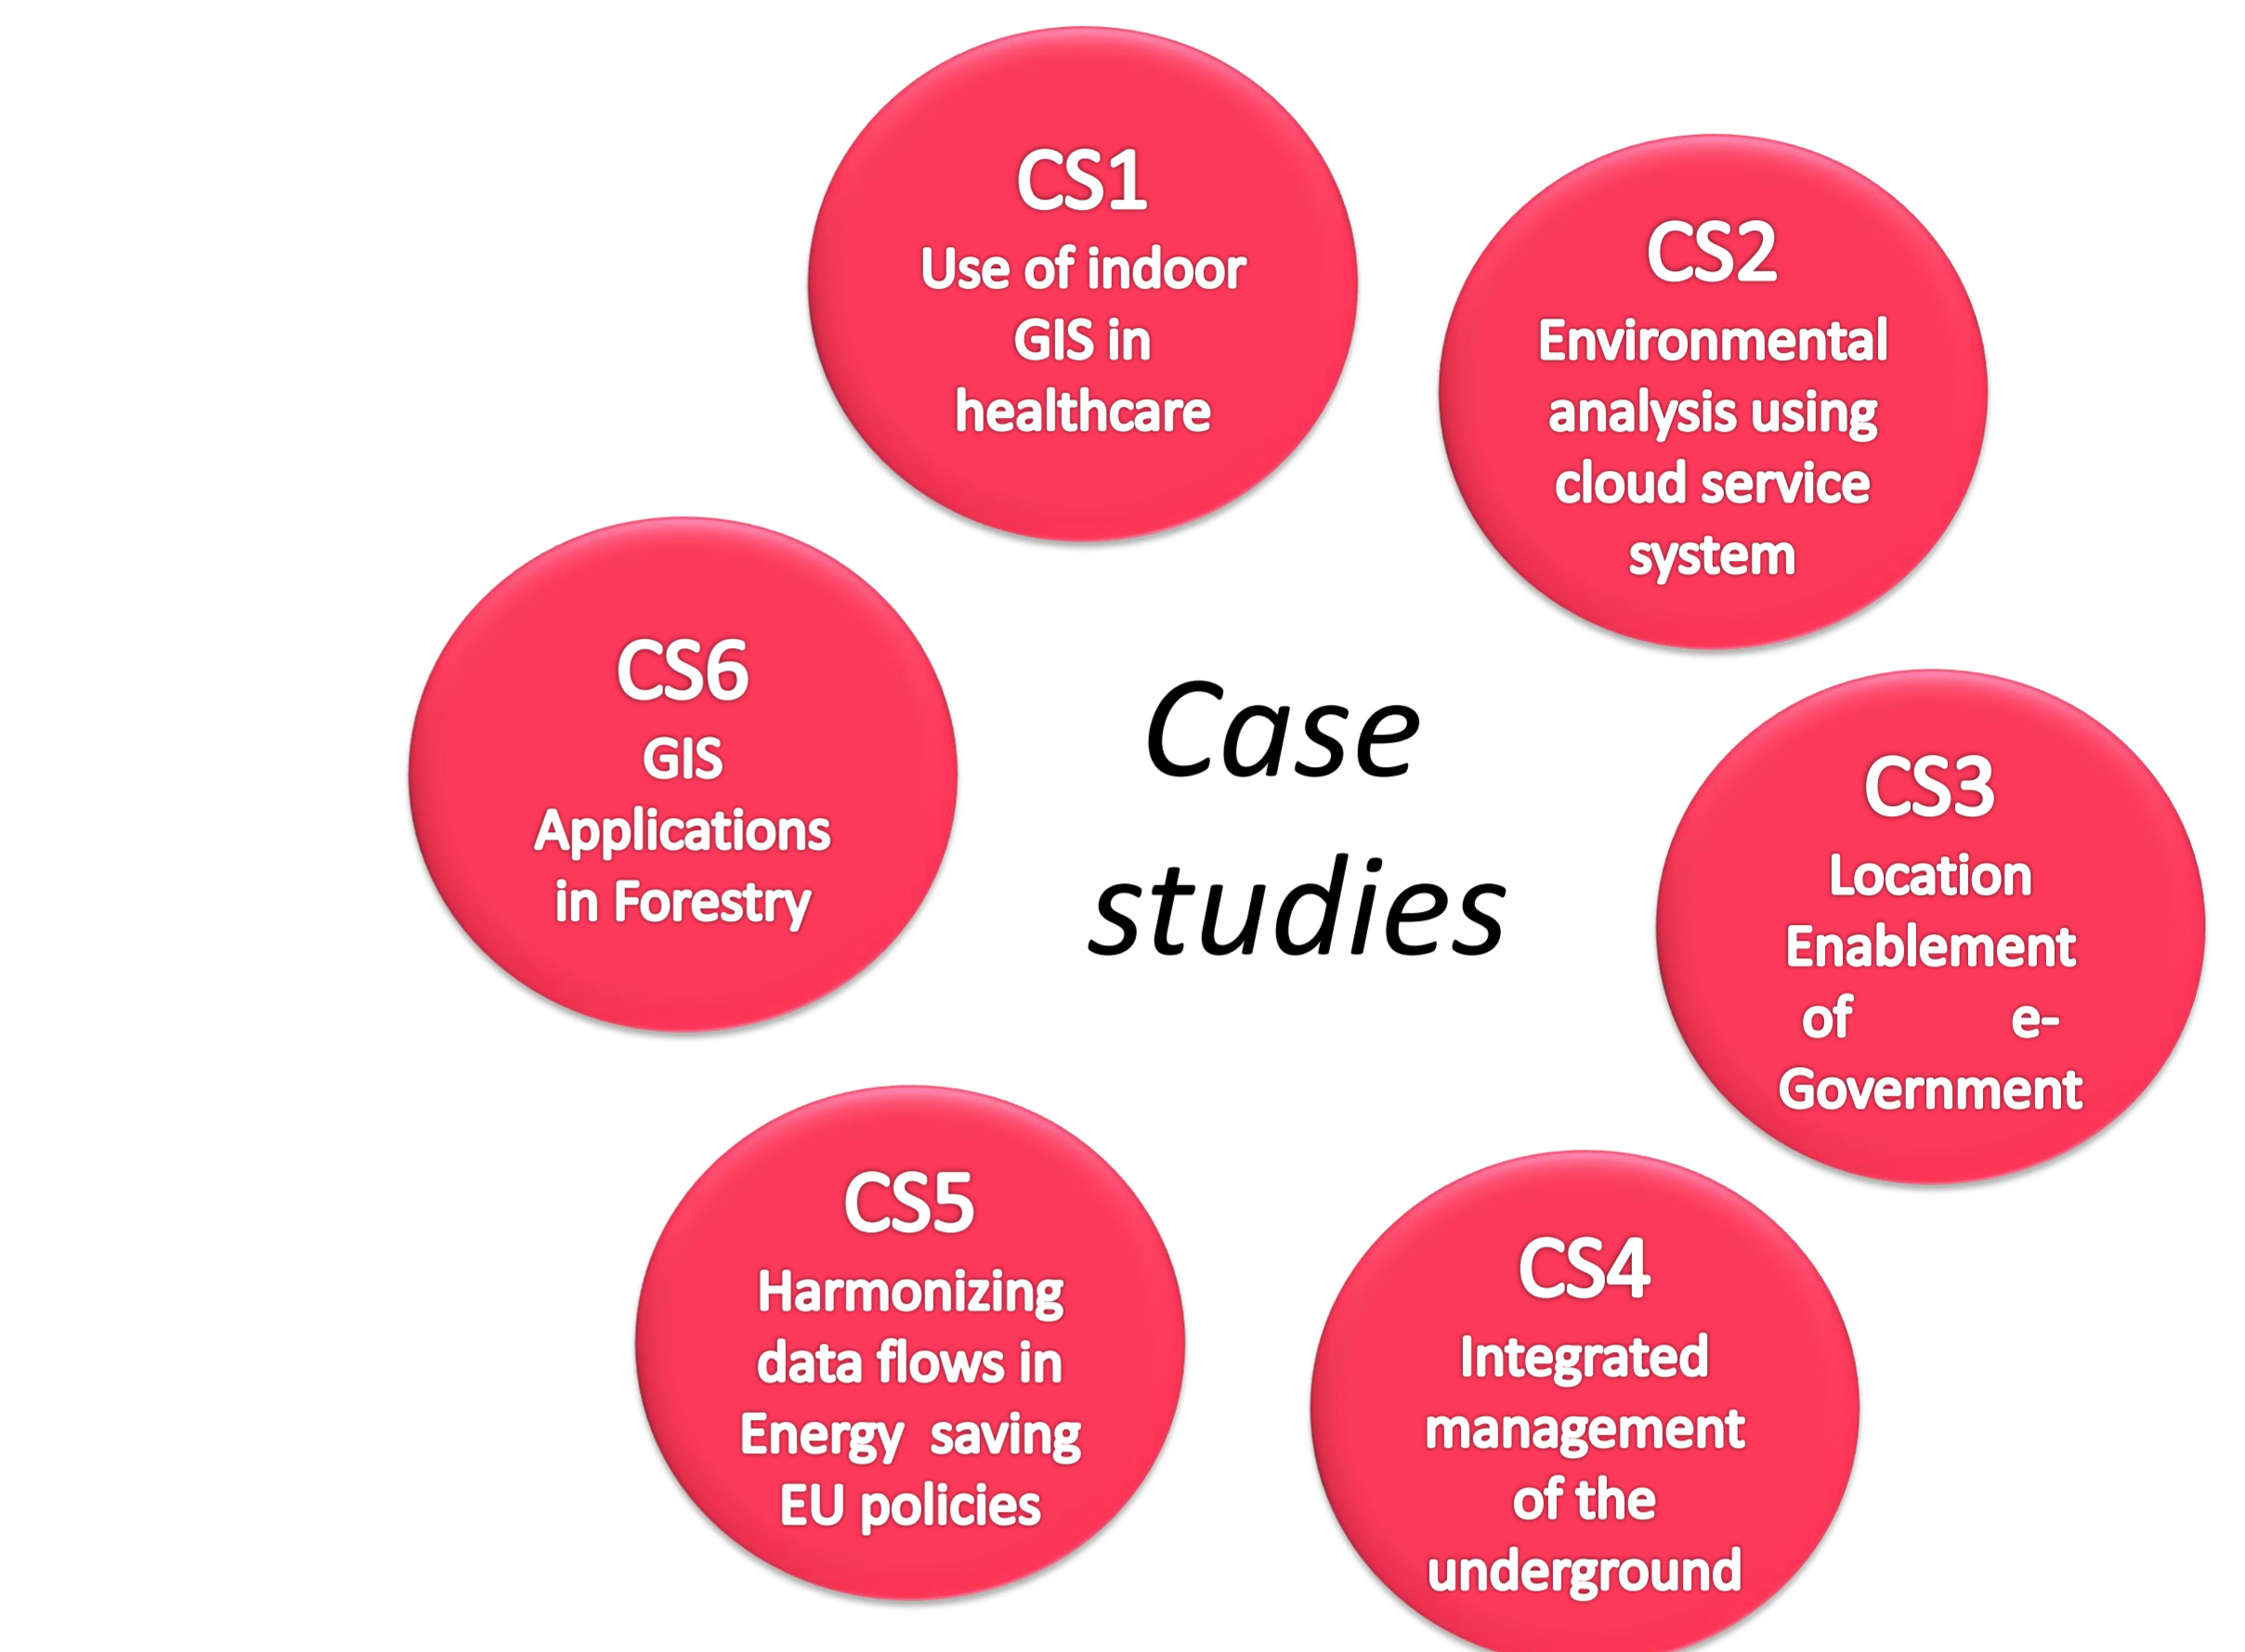 CS1
Use of indoor
GIS in
healthcare
CS2
Environmental
analysis using
cloud service
system
CS3
Location
Enablement
of e-
Government
CS4
Integrated
management
of the
underground
CS5
Harmonizing
data flows in
Energy saving
EU policies
CS6
GIS
Applications
in Forestry
Case
studies